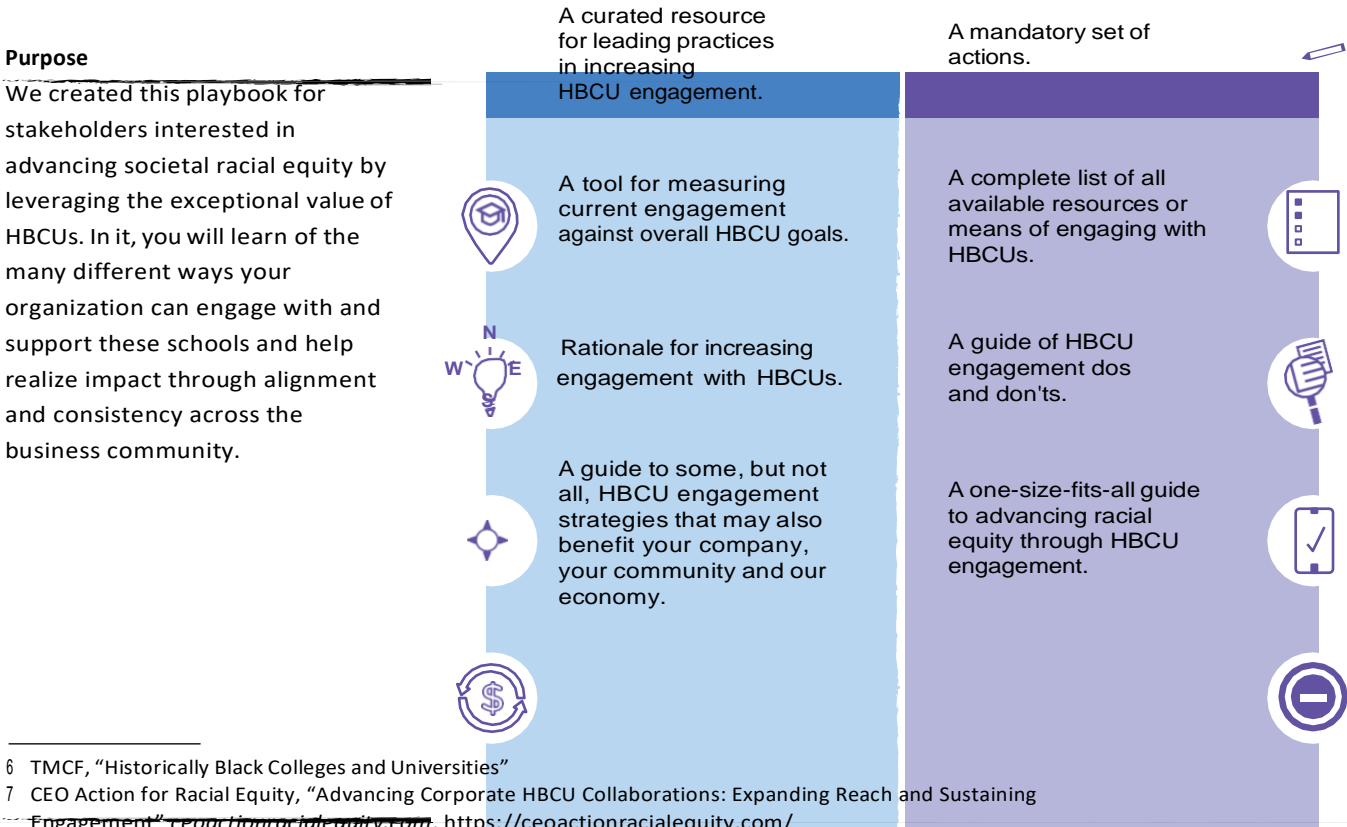 Purpose
We created this playbook for
stakeholders interested in
advancing societal racial equity by
leveraging the exceptional value of
HBCUs. In it, you will learn of the
many different ways your
organization can engage with and
support these schools and help
realize impact through alignment
and consistency across the
business community.
A curated resource
for leading practices
in increasing
HBCU engagement.
A tool for measuring
current engagement
against overall HBCU goals.
N
W E
S
Rationale for increasing
engagement with HBCUs.
A guide to some, but not
all, HBCU engagement
strategies that may also
benefit your company,
your community and our
economy.
$
A mandatory set of
actions.
A complete list of all
available resources or
means of engaging with
HBCUs.
A guide of HBCU
engagement dos
and don'ts.
A one-size-fits-all guide
to advancing racial
equity through HBCU
engagement.
6 TMCF, “Historically Black Colleges and Universities”
7 CEO Action for Racial Equity, “Advancing Corporate HBCU Collaborations: Expanding Reach and Sustaining
Engagement” ceoactionracialequity.com, https://ceoactionracialequity.com/